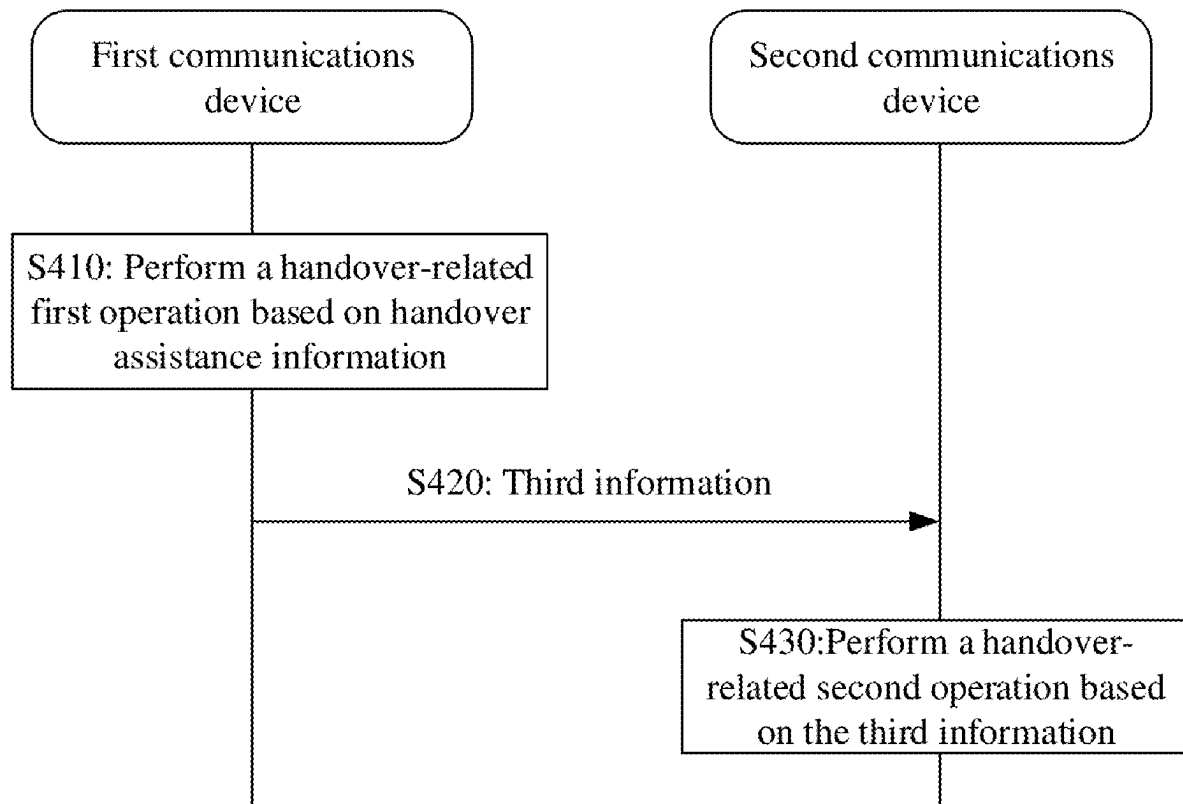 First communications
device
Second communications
device
S410: Perform a handover-related
first operation based on handover
assistance information
S420: Third information
S430:Perform a handover-
related second operation based
on the third information